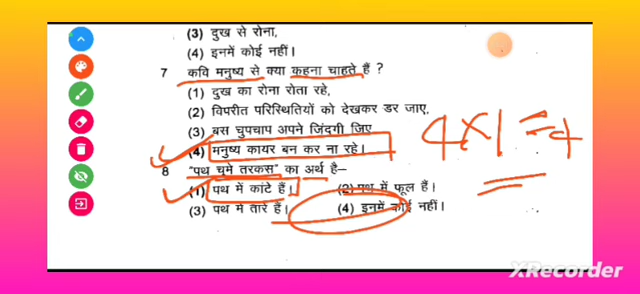 (3) दुख से रोना,
(4) इनमें कोई नहीं।
7 कवि मनुष्य से क्या कहना चाहते हैं ?
(1) दुख का रोना रोता रहे,
(2) विपरीत परिस्थितियों को देखकर डर जाए,
(3) बस चुपचाप अपने जिंदगी जिए
(4) मनुष्य कायर बन कर ना रहे।
4×1=4
8 "पथ चूमे तरकस" का अर्थ है–
(1) पथ में कांटे हैं। (2) पथ में फूल हैं।
(3) पथ में तारे हैं। (4) इनमें कोई नहीं।
XRecorder